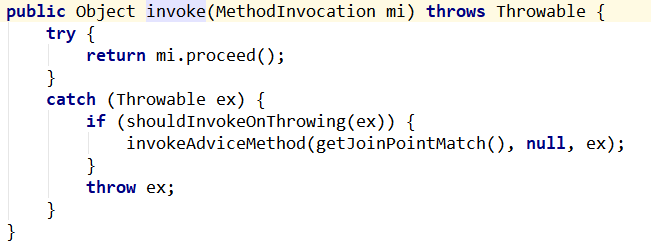 public Object invoke(MethodInvocation mi) throws Throwable {
    try {
        return mi.proceed();
    }
    catch (Throwable ex) {
        if (shouldInvokeOnThrowing(ex)) {
            invokeAdviceMethod(getJoinPointMatch(), null, ex);
        }
        throw ex;
    }
}